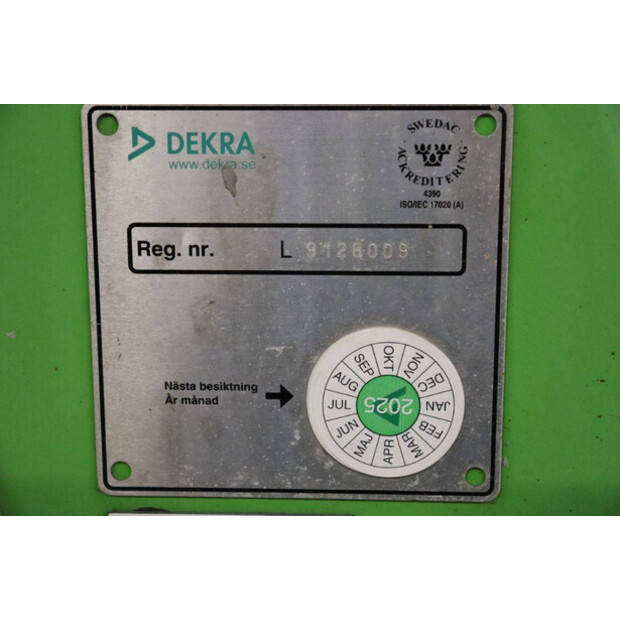 DEKRA
www.dekra.se
SWEDAC
ACKREDITERING
4390
ISO/IEC 17020 (A)
Reg. nr. L 9128009
Nästa besiktning
År månad
JAN
FEB
MAR
APR
MAJ
JUN
JUL
AUG
SEP
OKT
NOV
DEC
2025